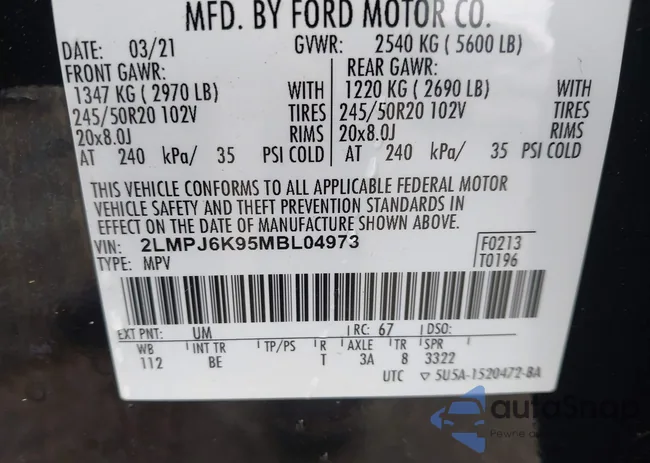 MFD. BY FORD MOTOR CO.
DATE: 03/21 GVWR: 2540 KG ( 5600 LB)
FRONT GAWR: REAR GAWR:
1347 KG ( 2970 LB) WITH 1220 KG ( 2690 LB) WITH
245/50R20 102V TIRES 245/50R20 102V TIRES
20x8.0J RIMS 20x8.0J RIMS
AT 240 kPa/ 35 PSI COLD AT 240 kPa/ 35 PSI COLD
THIS VEHICLE CONFORMS TO ALL APPLICABLE FEDERAL MOTOR
VEHICLE SAFETY AND THEFT PREVENTION STANDARDS IN
EFFECT ON THE DATE OF MANUFACTURE SHOWN ABOVE.
VIN: 2LMPJ6K95MBL04973 F0213
TYPE: MPV T0196
EXT PNT: UM RC: 67 DSO:
WB INT TR TP/PS R AXLE TR SPR
112 BE T 3A 8 3322
UTC ▽ 5U5A-1520472-BA
autoShop
Pewne auto